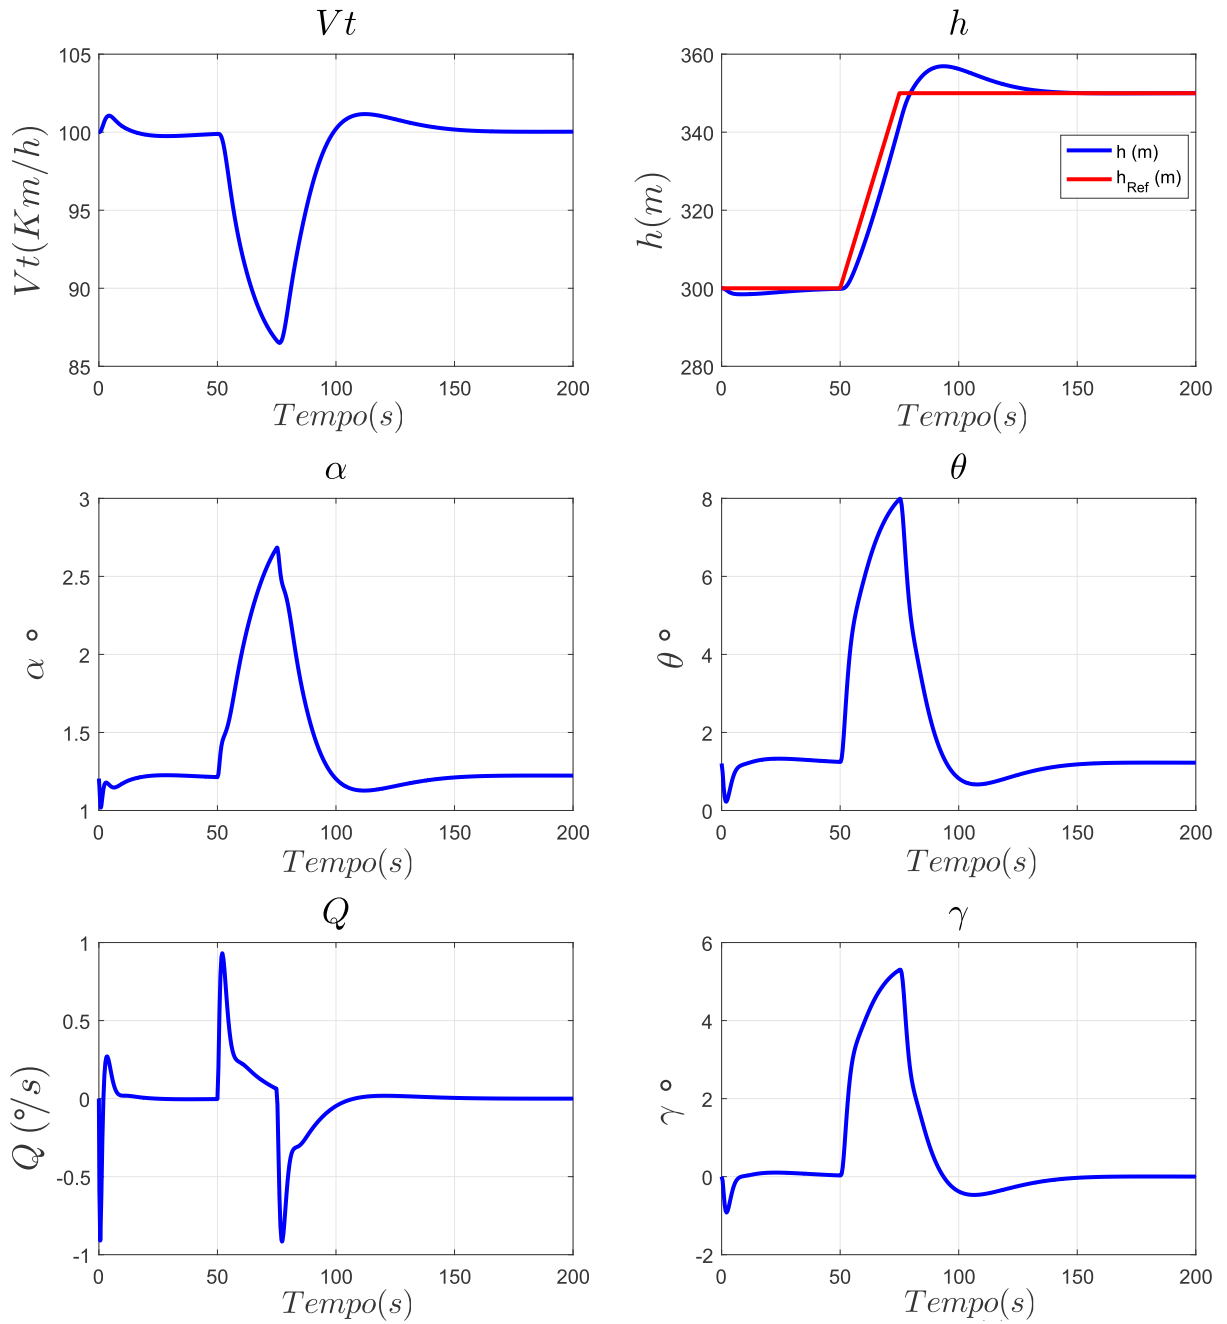 Vt
105
100
95
90
85
Vt(Km/h)
0 50 100 150 200
Tempo(s)
h
360
340
320
300
280
h(m)
h (m)
h_Ref (m)
0 50 100 150 200
Tempo(s)
α
3
2.5
2
1.5
1
α °
0 50 100 150 200
Tempo(s)
θ
8
6
4
2
0
θ °
0 50 100 150 200
Tempo(s)
Q
1
0.5
0
-0.5
-1
Q (°/s)
0 50 100 150 200
Tempo(s)
γ
6
4
2
0
-2
γ °
0 50 100 150 200
Tempo(s)